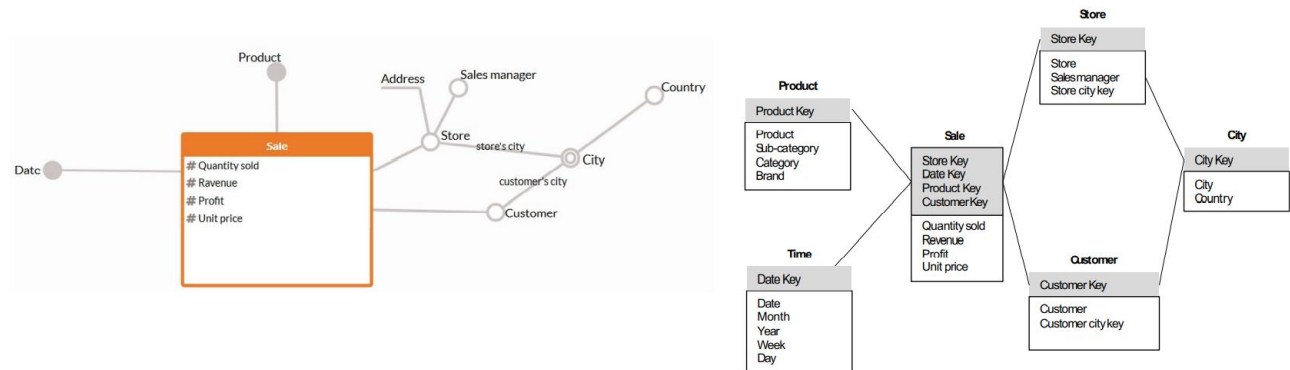 Product
Date
Sale
# Quantity sold
# Ravenue
# Profit
# Unit price
Address
Sales manager
Store
store's city
Country
City
customer's city
Customer
Product
Product Key
Product
Sub-category
Category
Brand
Time
Date Key
Date
Month
Year
Week
Day
Sale
Store Key
Date Key
Product Key
Customer Key
Quantity sold
Revenue
Profit
Unit price
Store
Store Key
Store
Sales manager
Store city key
Customer
Customer Key
Customer
Customer city key
City
City Key
City
Country